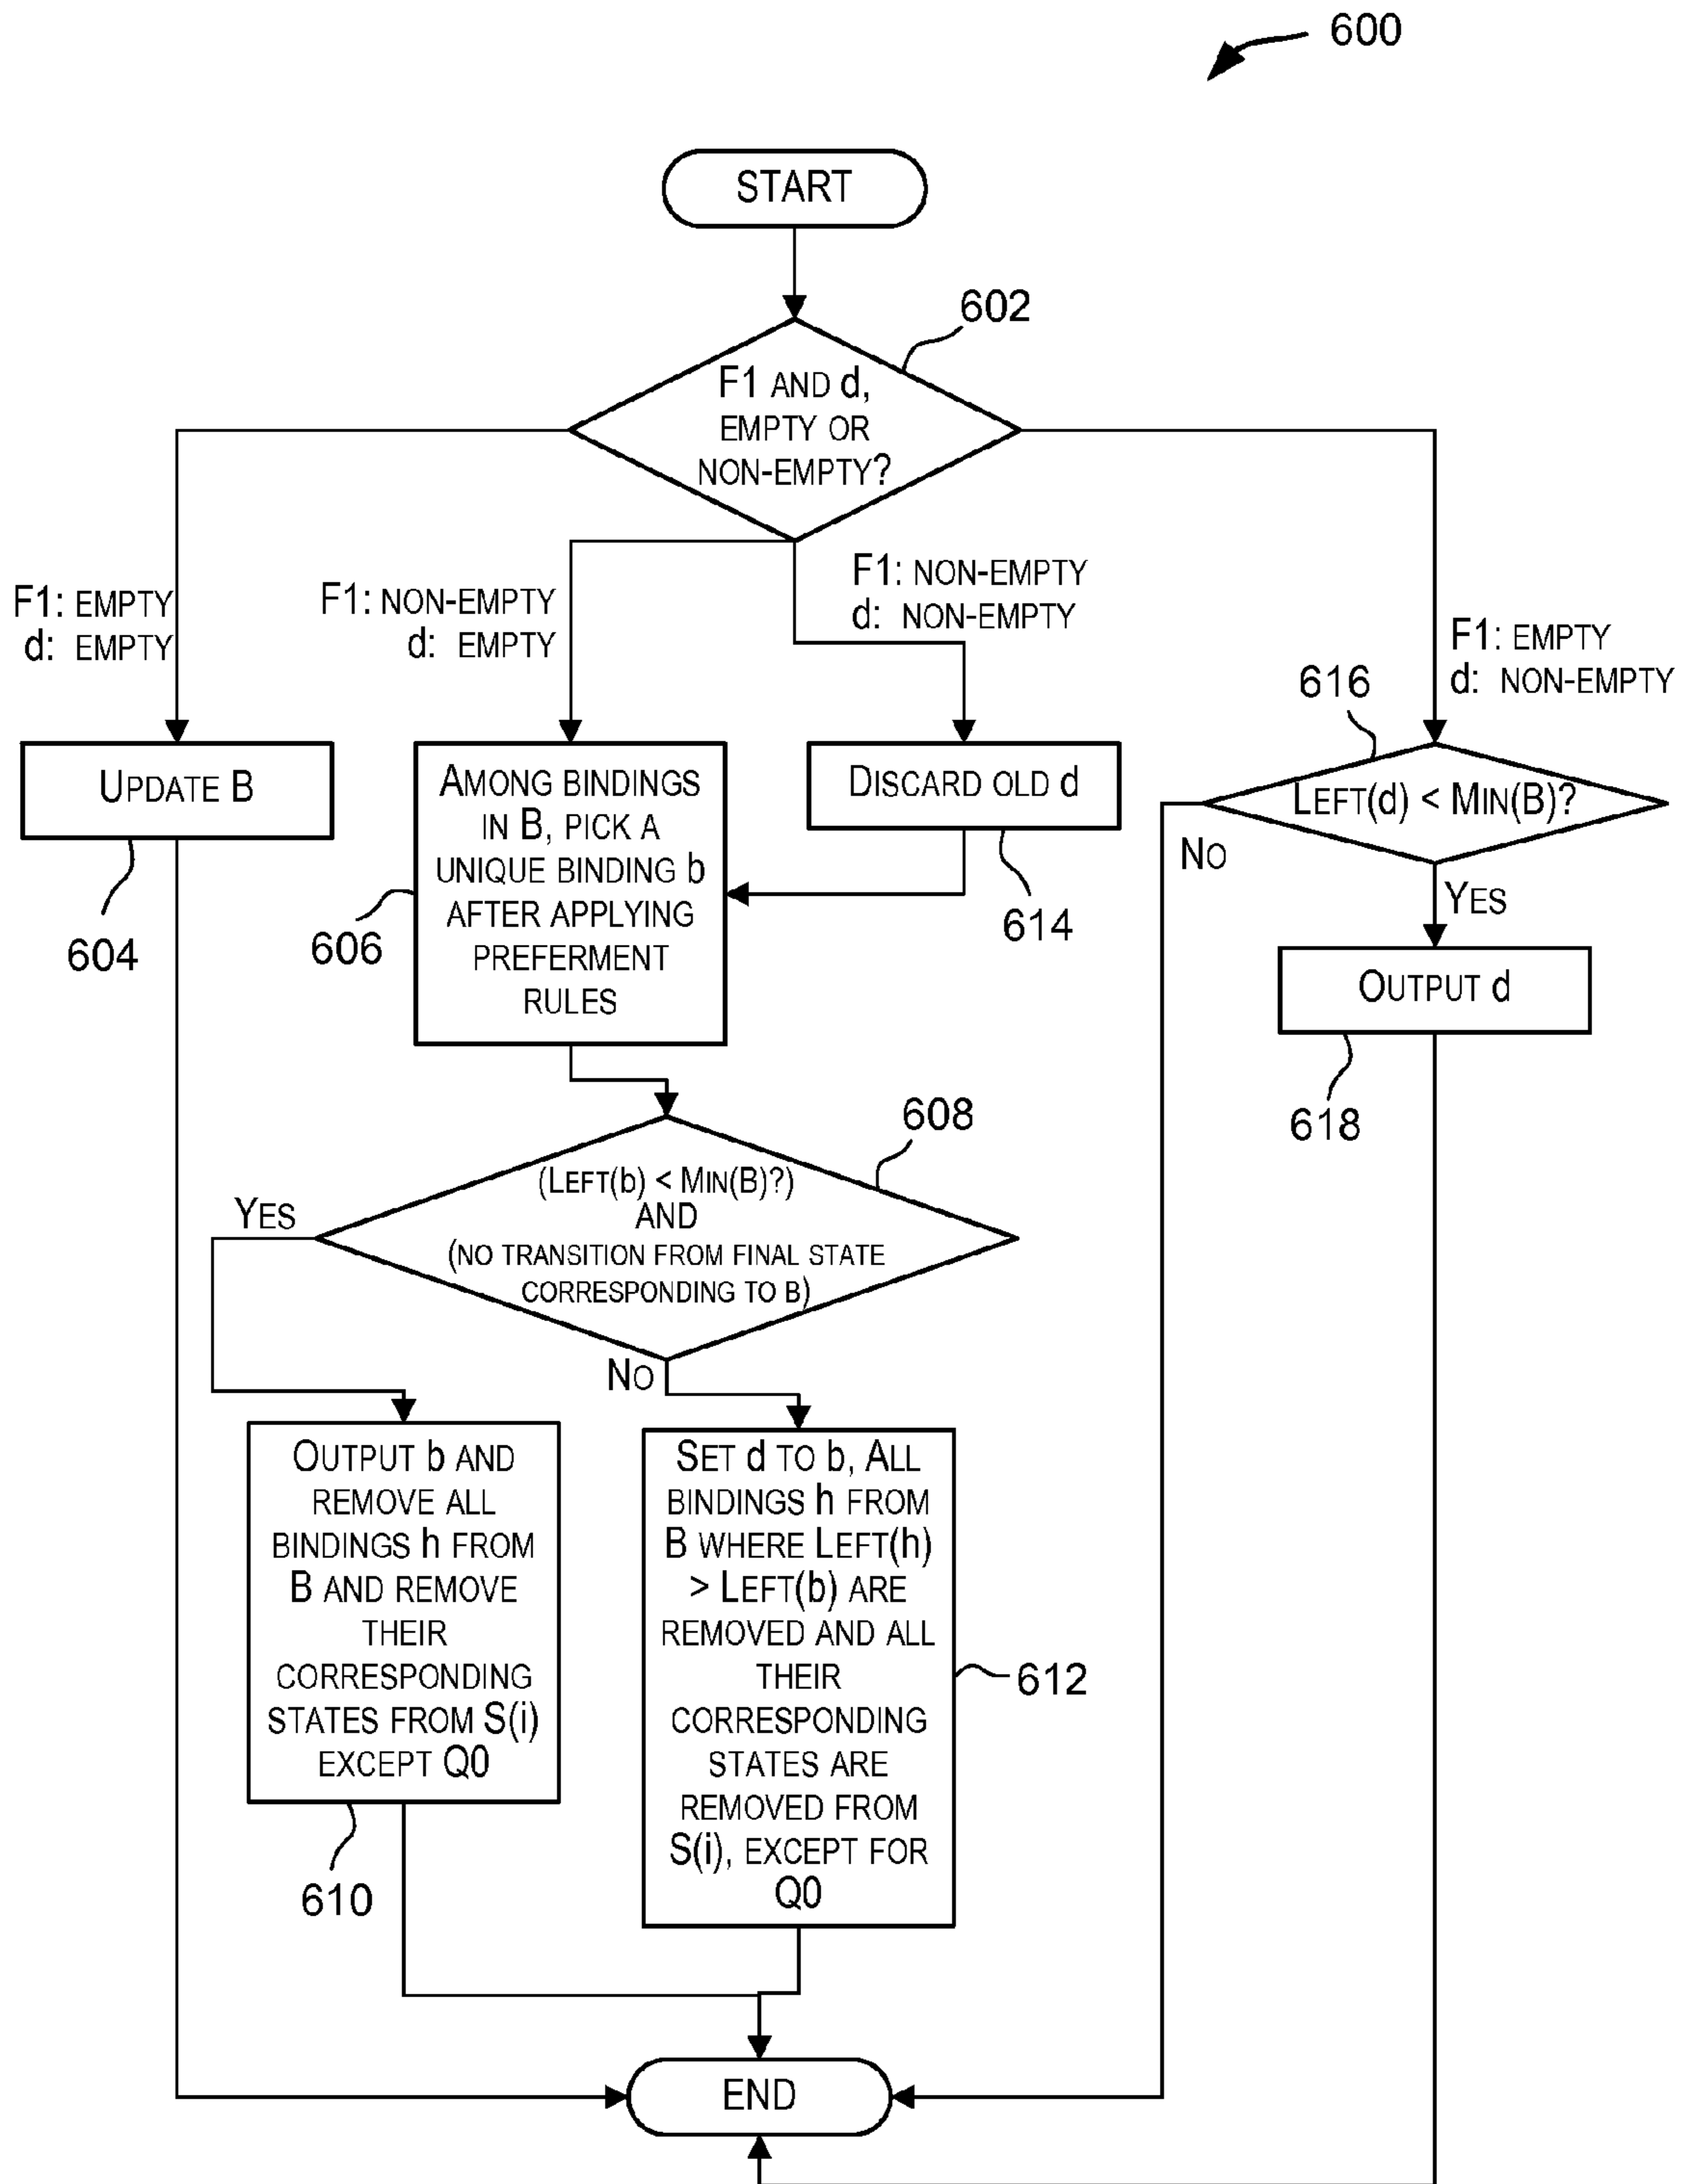 600
START
602
F1 AND d,
EMPTY OR
NON-EMPTY?
F1: EMPTY
d: EMPTY
F1: NON-EMPTY
d: EMPTY
F1: NON-EMPTY
d: NON-EMPTY
F1: EMPTY
d: NON-EMPTY
UPDATE B
604
AMONG BINDINGS
IN B, PICK A
UNIQUE BINDING b
AFTER APPLYING
PREFERMENT
RULES
606
DISCARD OLD d
614
616
LEFT(d) < MIN(B)?
NO
YES
OUTPUT d
618
608
(LEFT(b) < MIN(B)?)
AND
(NO TRANSITION FROM FINAL STATE
CORRESPONDING TO B)
YES
NO
OUTPUT b AND
REMOVE ALL
BINDINGS h FROM
B AND REMOVE
THEIR
CORRESPONDING
STATES FROM S(i)
EXCEPT Q0
610
SET d TO b, ALL
BINDINGS h FROM
B WHERE LEFT(h)
> LEFT(b) ARE
REMOVED AND ALL
THEIR
CORRESPONDING
STATES ARE
REMOVED FROM
S(i), EXCEPT FOR
Q0
612
END